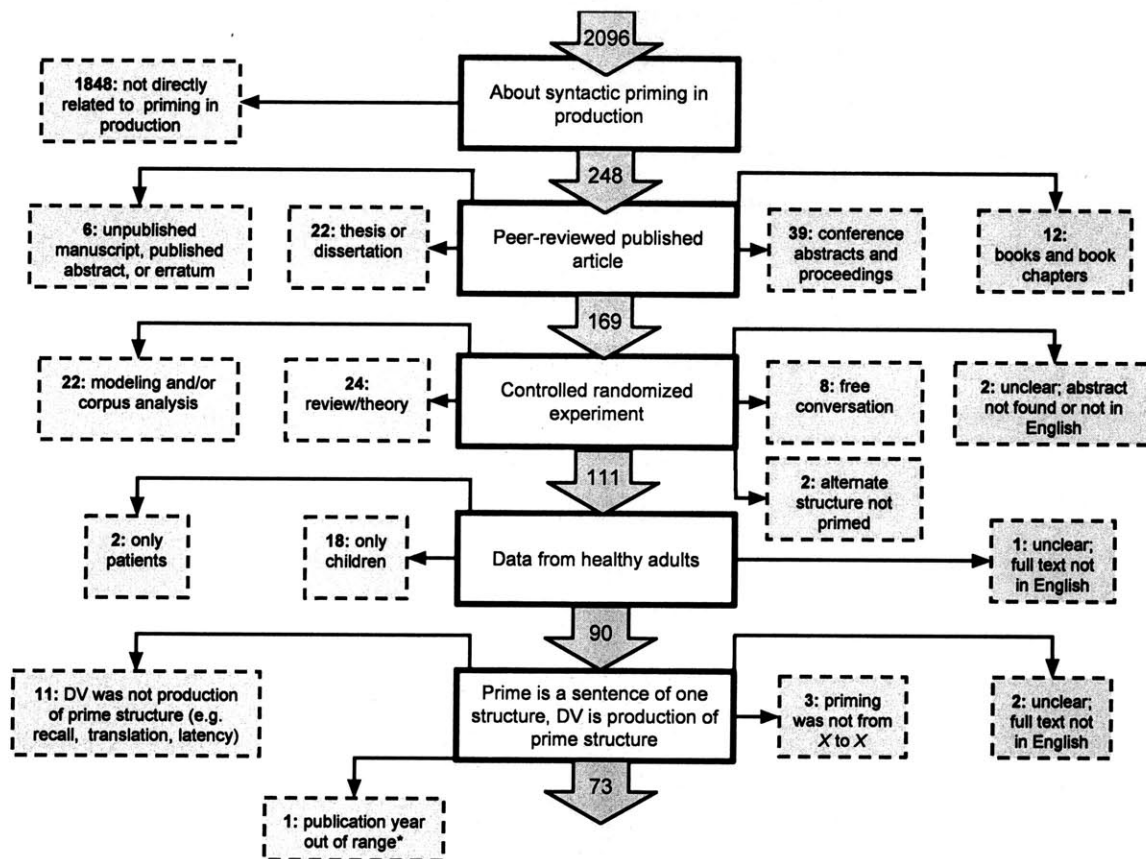 2096
1848: not directly
related to priming in
production
About syntactic priming in
production
248
6: unpublished
manuscript, published
abstract, or erratum
22: thesis or
dissertation
Peer-reviewed published
article
39: conference
abstracts and
proceedings
12:
books and book
chapters
169
22: modeling and/or
corpus analysis
24:
review/theory
Controlled randomized
experiment
8: free
conversation
2: unclear; abstract
not found or not in
English
111
2: alternate
structure not
primed
2: only
patients
18: only
children
Data from healthy adults
1: unclear;
full text not
in English
90
11: DV was not production
of prime structure (e.g.
recall, translation, latency)
Prime is a sentence of one
structure, DV is production of
prime structure
3: priming
was not from
X to X
2: unclear;
full text not
in English
73
1: publication year
out of range*